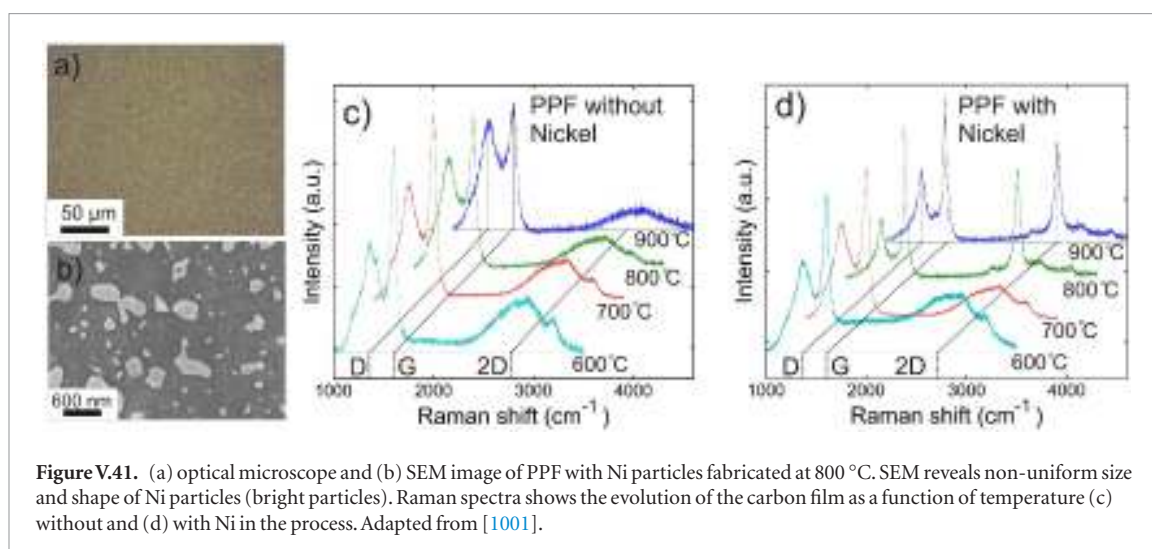 a)
50 µm
b)
600 nm
c)
PPF without
Nickel
Intensity (a.u.)
900°C
800°C
700°C
600°C
D
G
2D
1000
2000
3000
4000
Raman shift (cm⁻¹)
d)
PPF with
Nickel
Intensity (a.u.)
900°C
800°C
700°C
600°C
D
G
2D
1000
2000
3000
4000
Raman shift (cm⁻¹)
Figure V.41. (a) optical microscope and (b) SEM image of PPF with Ni particles fabricated at 800 °C. SEM reveals non-uniform size
and shape of Ni particles (bright particles). Raman spectra shows the evolution of the carbon film as a function of temperature (c)
without and (d) with Ni in the process. Adapted from [1001].